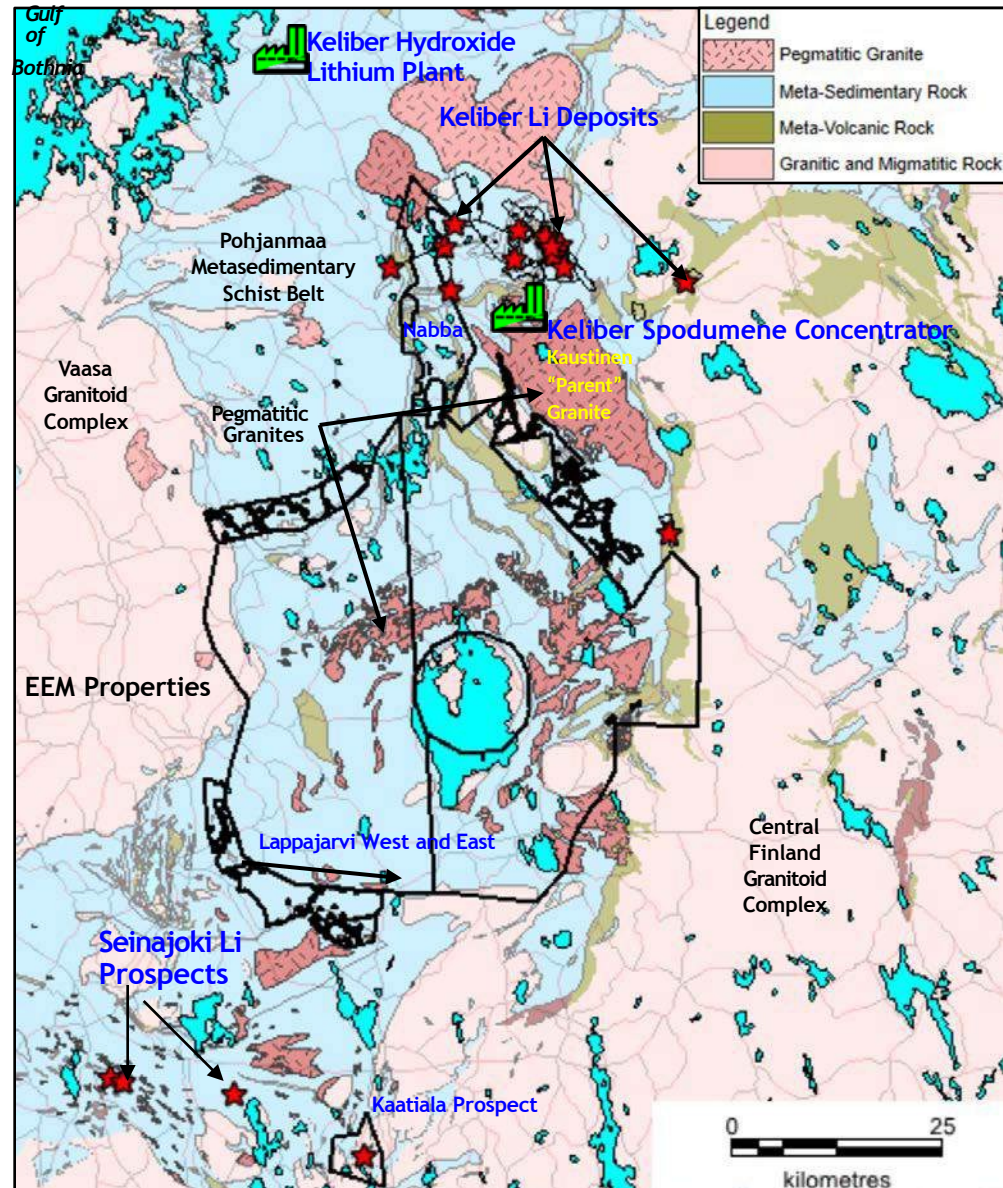 Gulf
of
Bothnia
Keliber Hydroxide
Lithium Plant
Legend
Pegmatitic Granite
Meta-Sedimentary Rock
Meta-Volcanic Rock
Granitic and Migmatitic Rock
Keliber Li Deposits
Pohjanmaa
Metasedimentary
Schist Belt
Nabba
Keliber Spodumene Concentrator
Kaustinen
"Parent"
Granite
Vaasa
Granitoid
Complex
Pegmatitic
Granites
EEM Properties
Lappajarvi West and East
Central
Finland
Granitoid
Complex
Seinajoki Li
Prospects
Kaatiala Prospect
0 25
kilometres